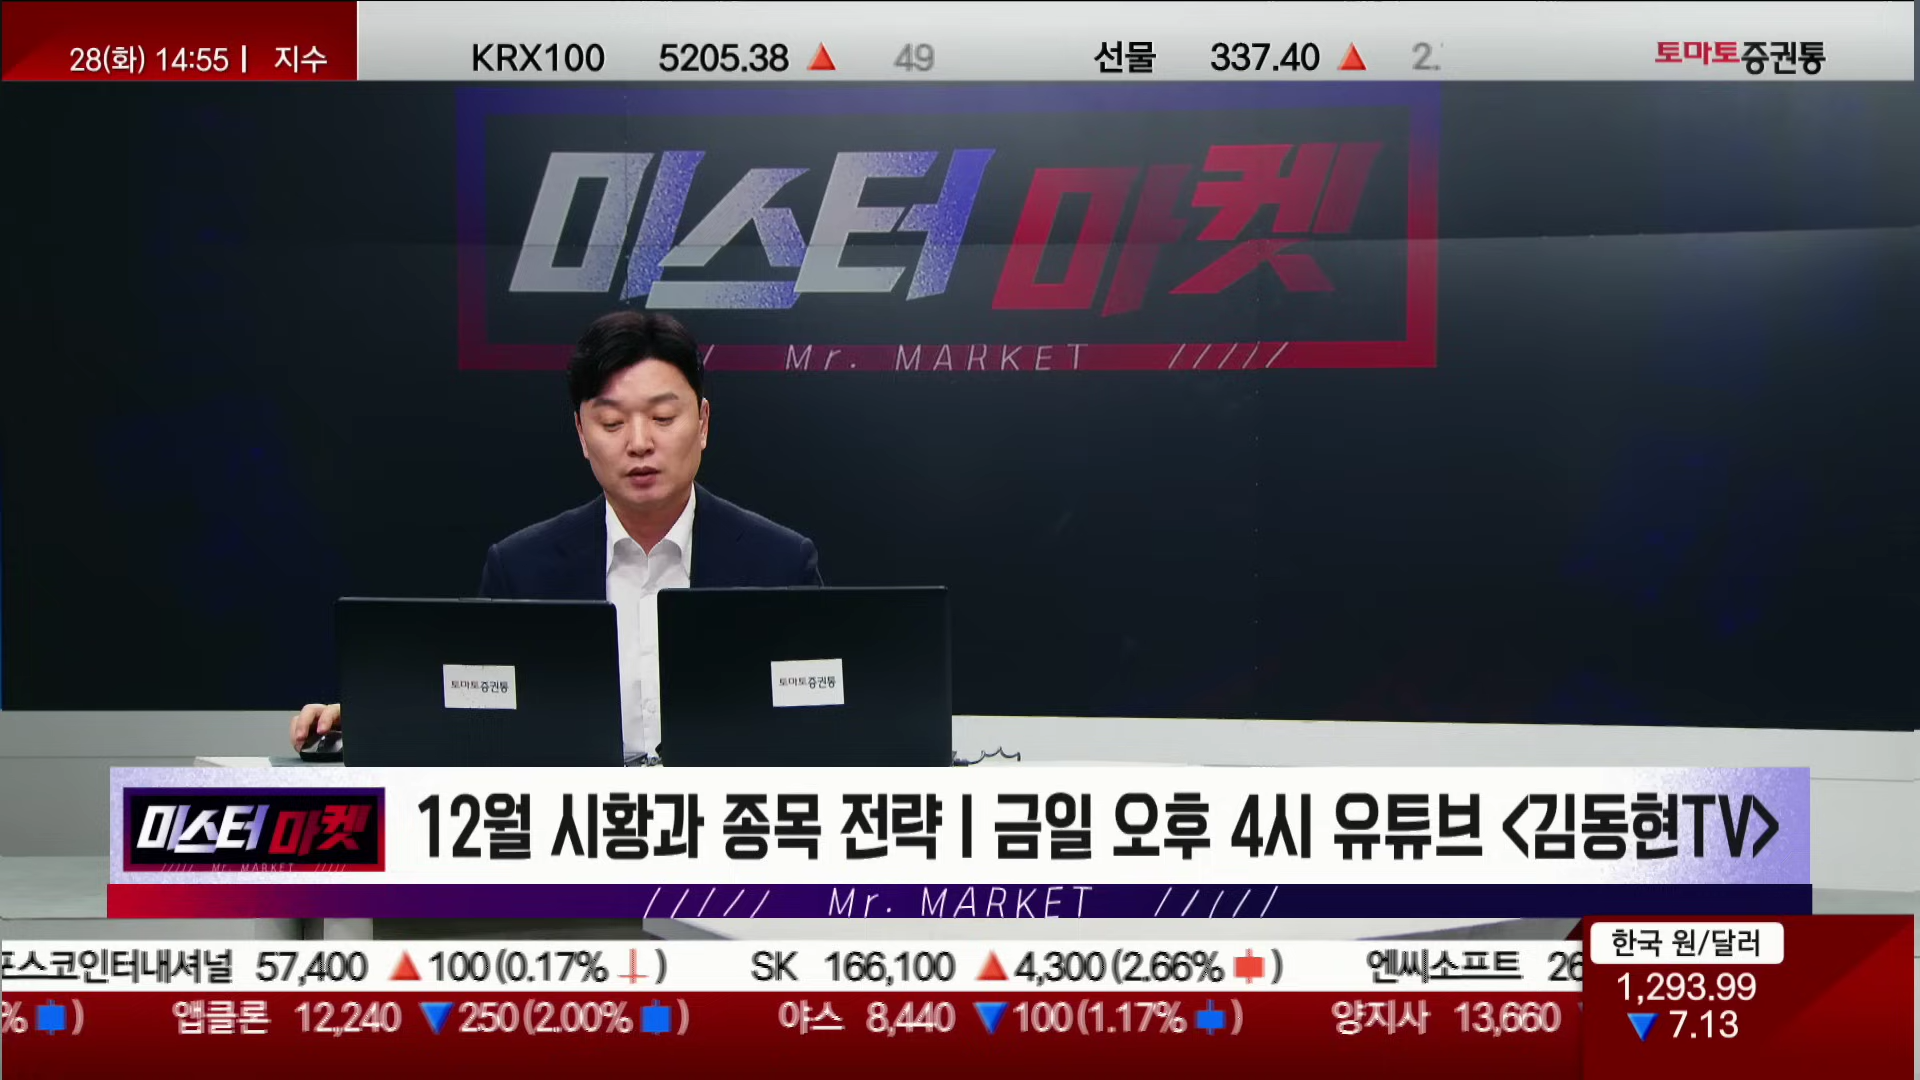 28(화) 14:55 | 지수
KRX100 5205.38 ▲ 49 선물 337.40 ▲ 2.
토마토증권통
미스터 마켓
Mr. MARKET /////
토마토증권통
토마토증권통
미스터 마켓
///// Mr. MARKET /////
12월 시황과 종목 전략 | 금일 오후 4시 유튜브 <김동현TV>
///// Mr. MARKET /////
포스코인터내셔널 57,400 ▲100(0.17% ) SK 166,100 ▲4,300(2.66% ) 엔씨소프트 26
% ) 앱클론 12,240 ▼250(2.00% ) 야스 8,440 ▼100(1.17% ) 양지사 13,660
한국 원/달러
1,293.99
▼ 7.13